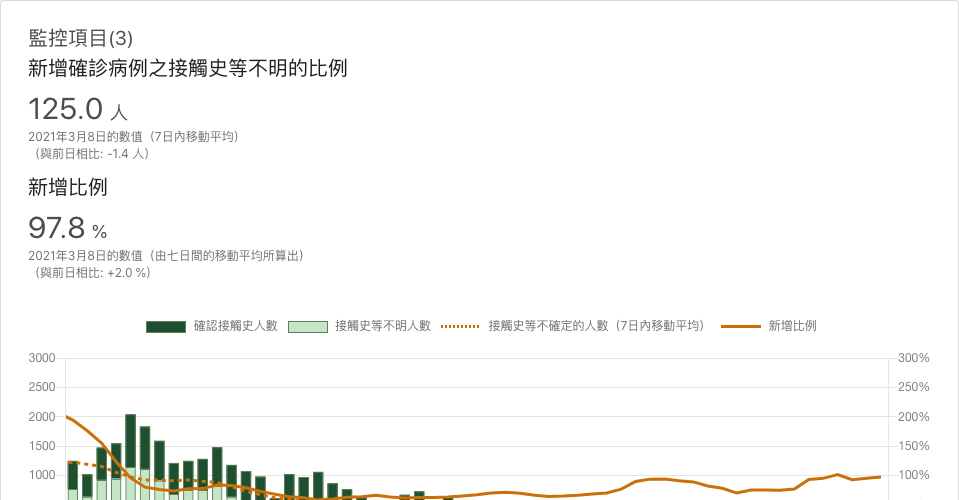 監控項目(3)
新增確診病例之接觸史等不明的比例
125.0 人
2021年3月8日的數值（7日內移動平均）
（與前日相比: -1.4 人）
新增比例
97.8 %
2021年3月8日的數值（由七日間的移動平均所算出）
（與前日相比: +2.0 %）
確認接觸史人數 接觸史等不明人數 接觸史等不確定的人數（7日內移動平均） 新增比例
3000 300%
2500 250%
2000 200%
1500 150%
1000 100%